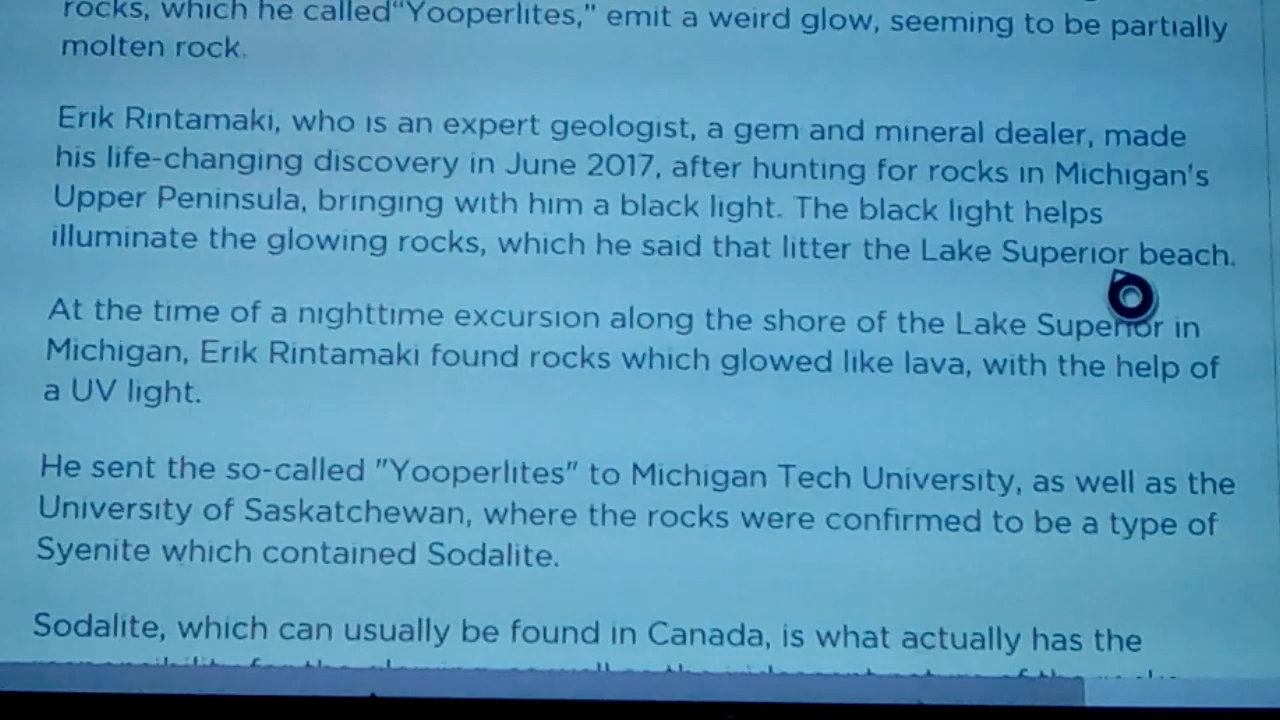 rocks, which he called“Yooperlites," emit a weird glow, seeming to be partially
molten rock.
Erik Rintamaki, who is an expert geologist, a gem and mineral dealer, made
his life-changing discovery in June 2017, after hunting for rocks in Michigan's
Upper Peninsula, bringing with him a black light. The black light helps
illuminate the glowing rocks, which he said that litter the Lake Superior beach.
At the time of a nighttime excursion along the shore of the Lake Superior in
Michigan, Erik Rintamaki found rocks which glowed like lava, with the help of
a UV light.
He sent the so-called "Yooperlites" to Michigan Tech University, as well as the
University of Saskatchewan, where the rocks were confirmed to be a type of
Syenite which contained Sodalite.
Sodalite, which can usually be found in Canada, is what actually has the